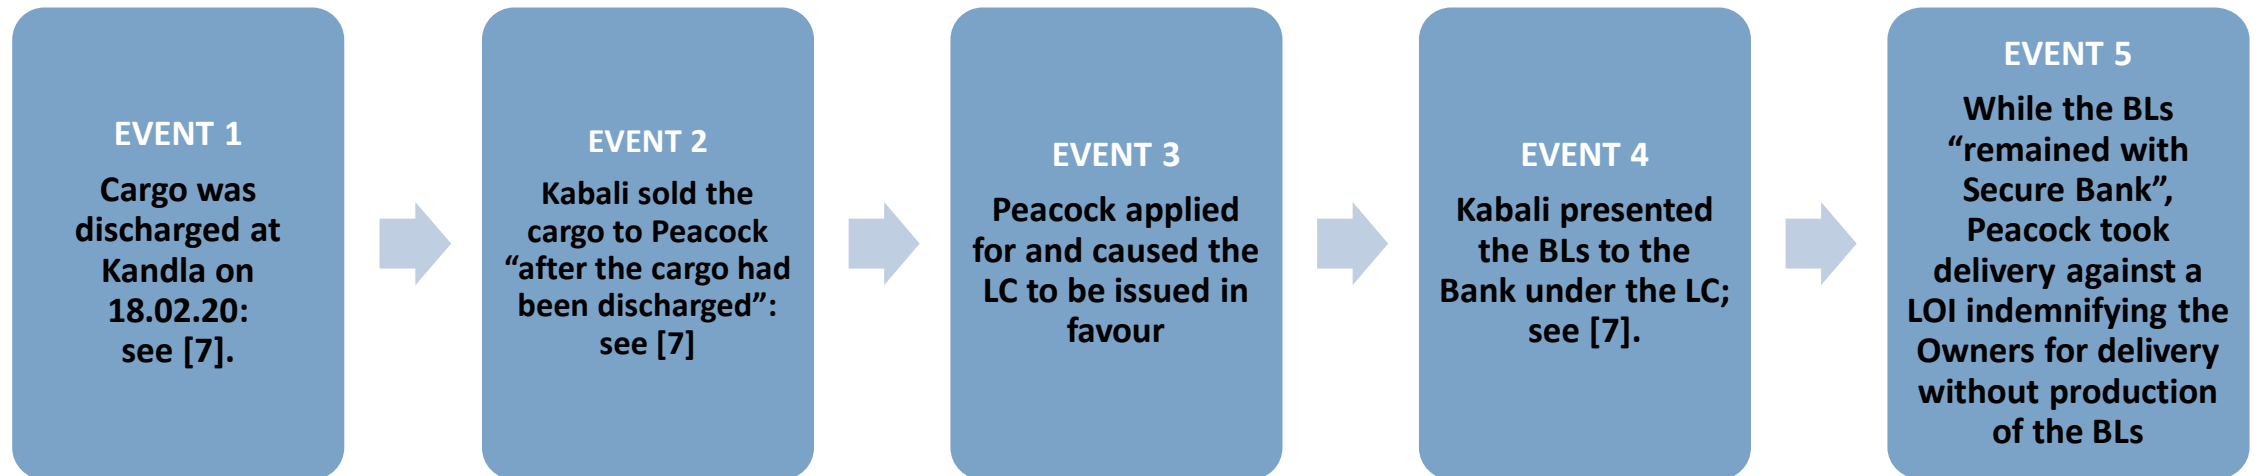 EVENT 1
Cargo was
discharged at
Kandla on
18.02.20:
see [7].
EVENT 2
Kabali sold the
cargo to Peacock
“after the cargo had
been discharged”:
see [7]
EVENT 3
Peacock applied
for and caused the
LC to be issued in
favour
EVENT 4
Kabali presented
the BLs to the
Bank under the LC;
see [7].
EVENT 5
While the BLs
“remained with
Secure Bank”,
Peacock took
delivery against a
LOI indemnifying the
Owners for delivery
without production
of the BLs